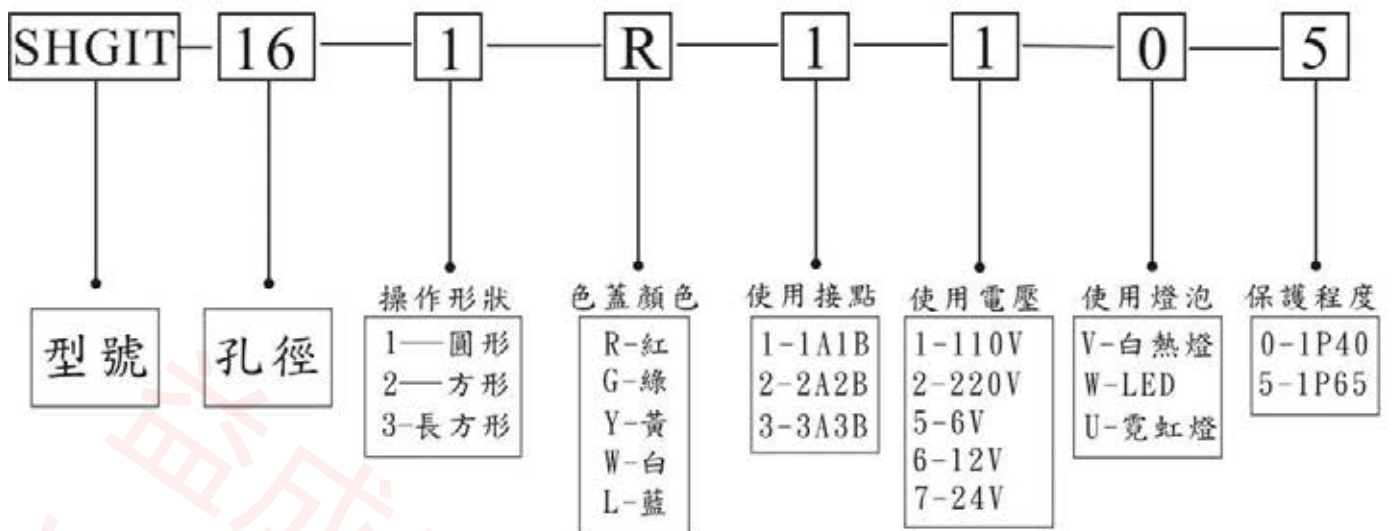 SHGIT 16 1 R 1 1 0 5
型號
孔徑
操作形狀
1—圓形
2—方形
3-長方形
色蓋顏色
R-紅
G-綠
Y-黃
W-白
L-藍
使用接點
1-1A1B
2-2A2B
3-3A3B
使用電壓
1-110V
2-220V
5-6V
6-12V
7-24V
使用燈泡
V-白熱燈
W-LED
U-霓虹燈
保護程度
0-1P40
5-1P65
益成